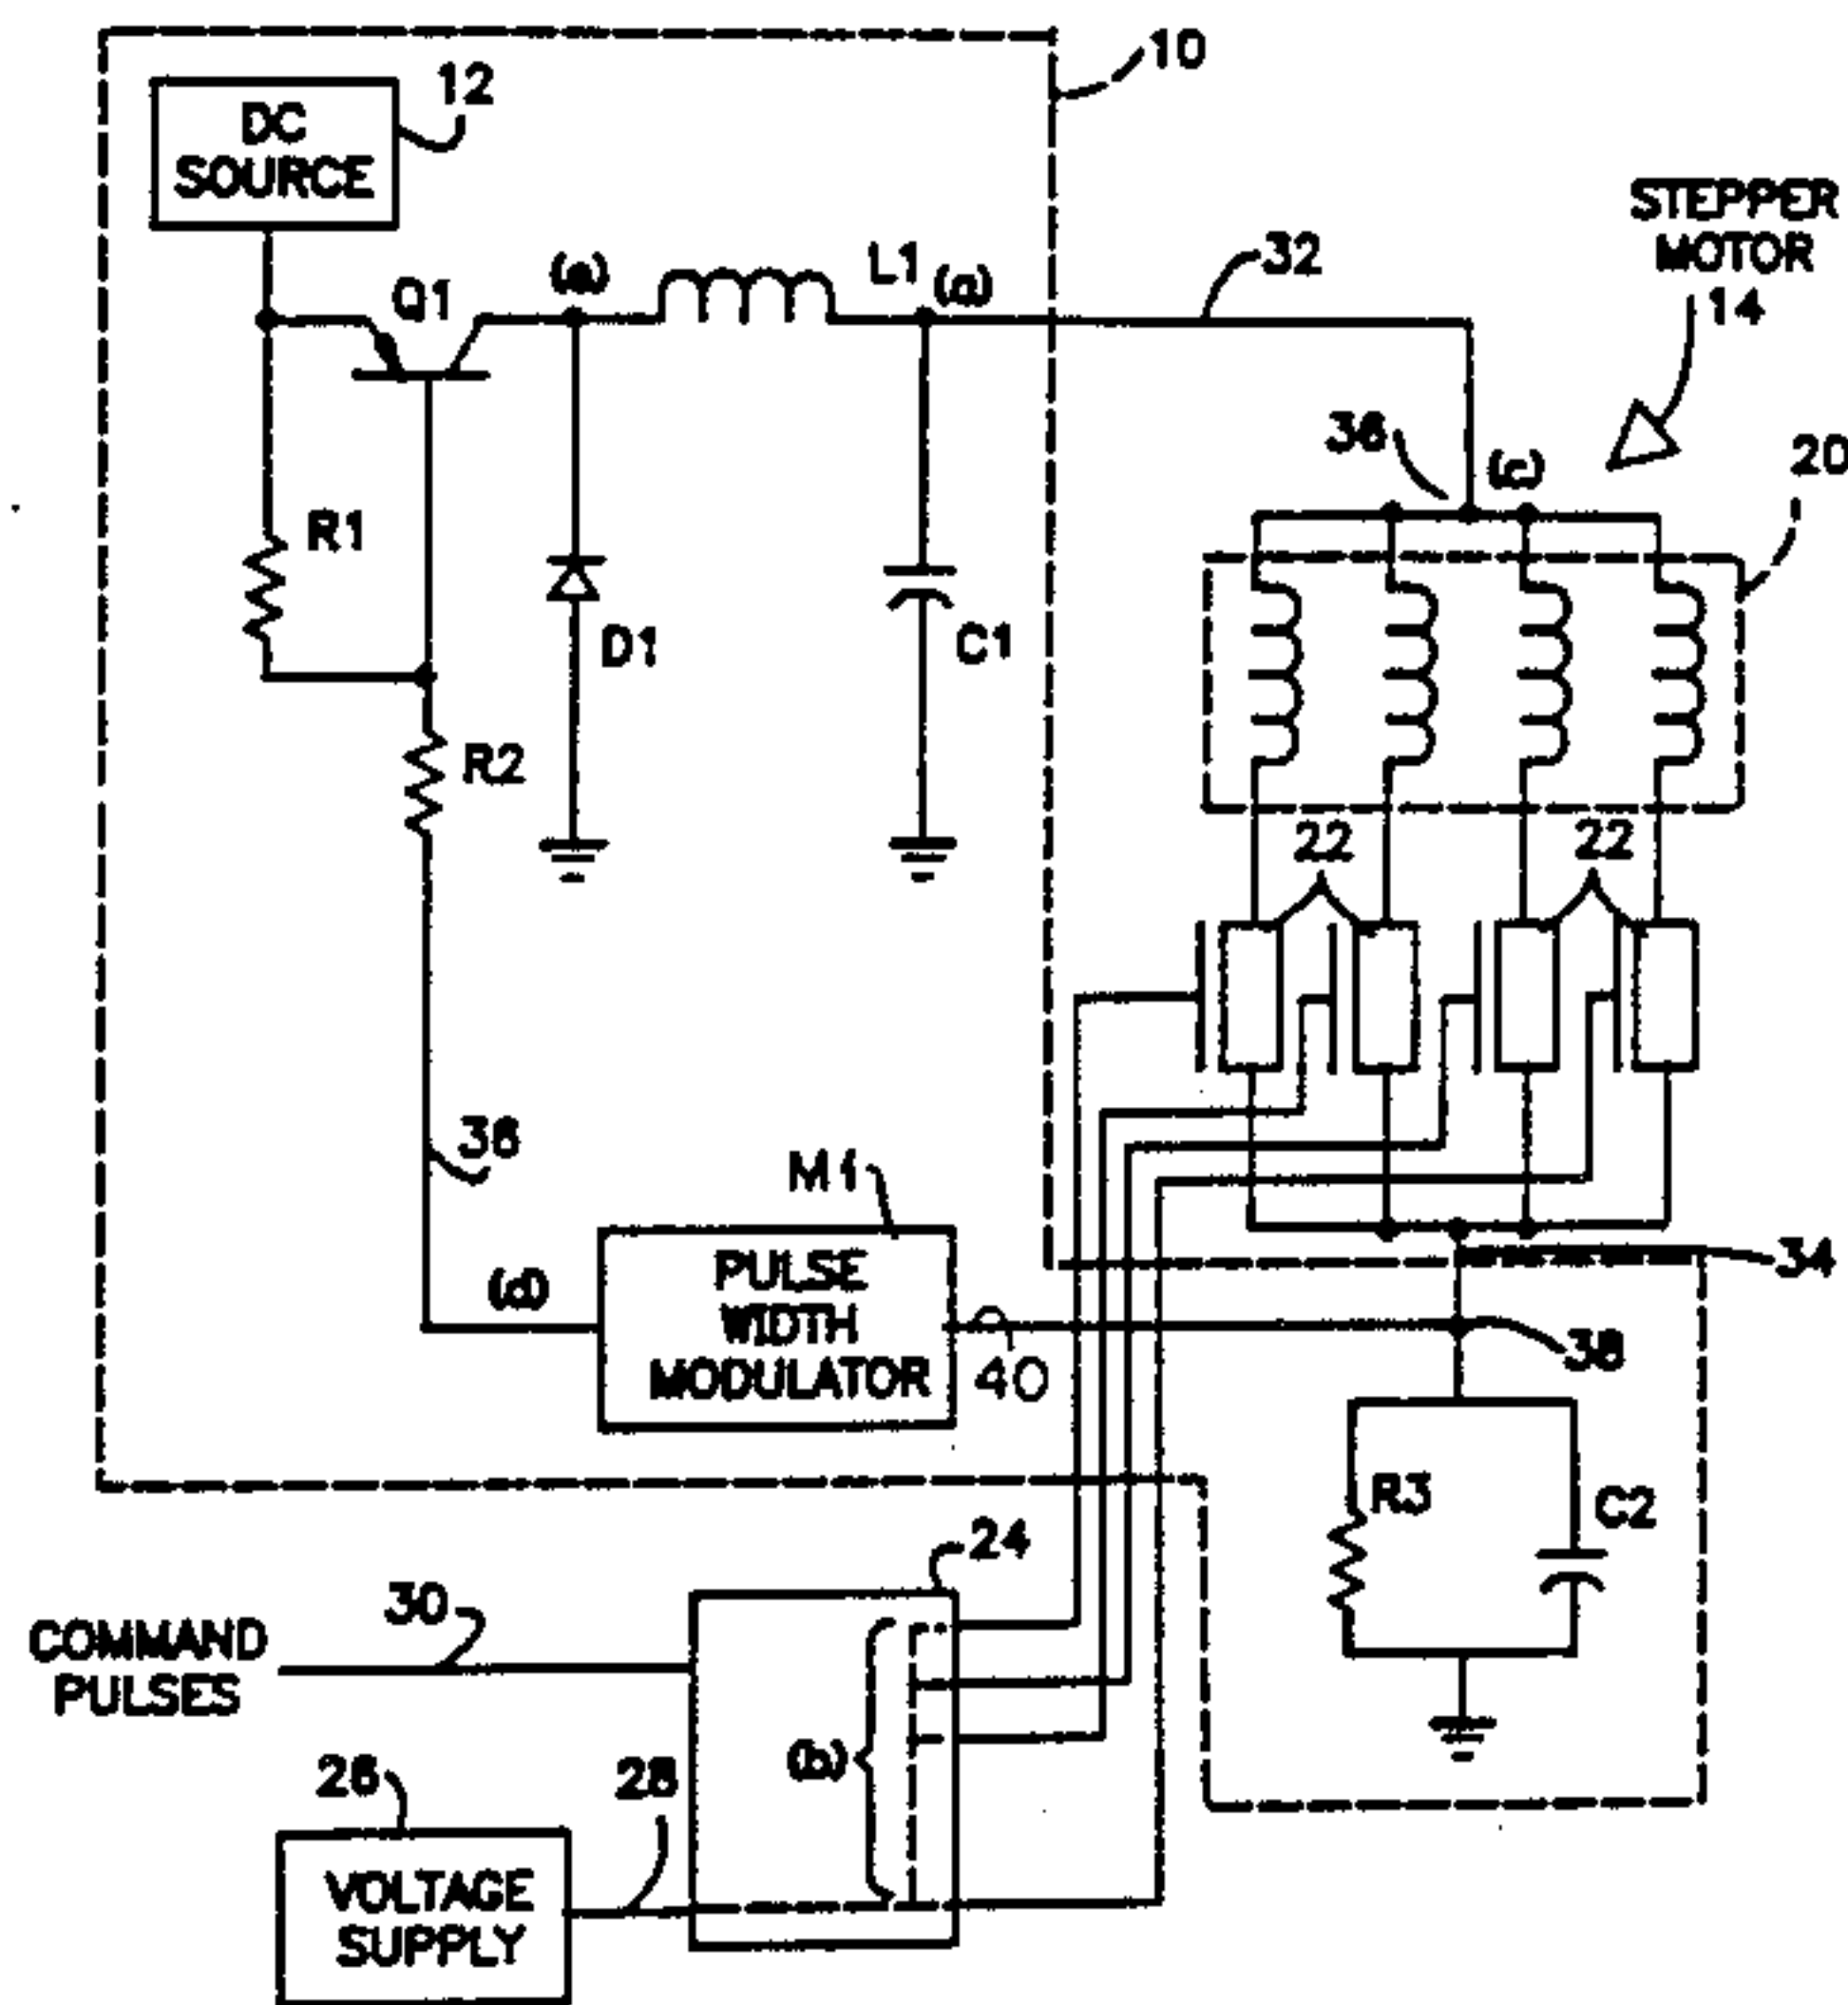 10
12
DC
SOURCE
STEPPER
MOTOR
14
Q1
(e)
L1
(a)
32
36
(c)
20
R1
D1
C1
R2
22
22
36
M1
34
(d)
PULSE
WIDTH
MODULATOR
40
38
R3
C2
24
30
COMMAND
PULSES
(b)
26
28
VOLTAGE
SUPPLY